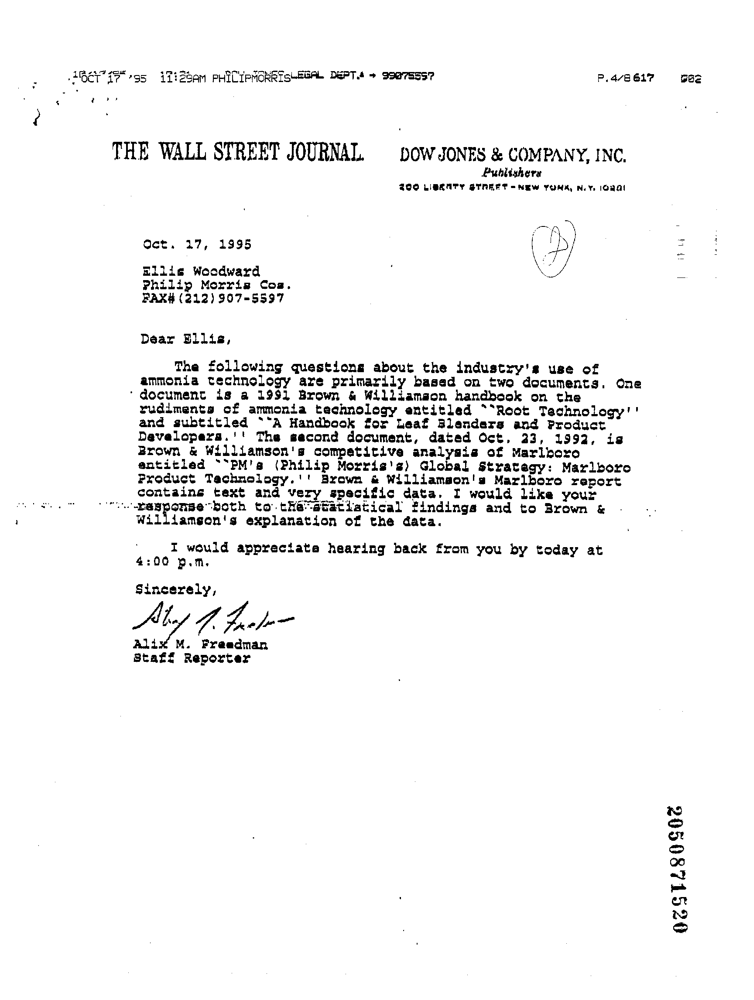 OCT 17 '95 11:29AM PHILIPMORRIS LEGAL DEPT. → 99075597 P.4/8 617 002
THE WALL STREET JOURNAL.
DOW JONES & COMPANY, INC.
Publishers
200 LIBERTY STREET - NEW YORK, N.Y. 10281
Oct. 17, 1995
Ellis Woodward
Philip Morris Cos.
FAX#(212)907-5597
Dear Ellis,
The following questions about the industry's use of
ammonia technology are primarily based on two documents. One
document is a 1991 Brown & Williamson handbook on the
rudiments of ammonia technology entitled ``Root Technology''
and subtitled ``A Handbook for Leaf Blenders and Product
Developers.'' The second document, dated Oct. 23, 1992, is
Brown & Williamson's competitive analysis of Marlboro
entitled ``PM's (Philip Morris's) Global Strategy: Marlboro
Product Technology.'' Brown & Williamson's Marlboro report
contains text and very specific data. I would like your
response both to the statistical findings and to Brown &
Williamson's explanation of the data.
I would appreciate hearing back from you by today at
4:00 p.m.
Sincerely,
Alix M. Freedman
Alix M. Freedman
Staff Reporter
2050871520